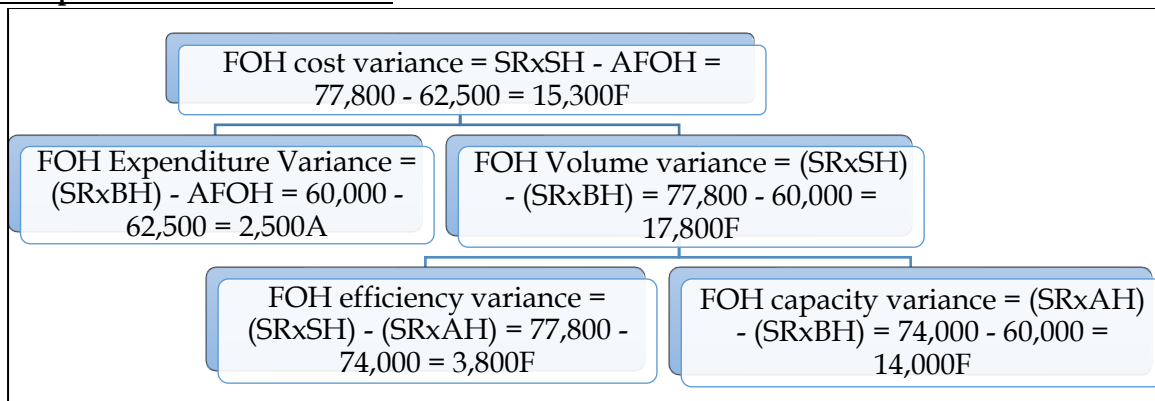 FOH cost variance = SRxSH - AFOH =
77,800 - 62,500 = 15,300F
FOH Expenditure Variance =
(SRxBH) - AFOH = 60,000 -
62,500 = 2,500A
FOH Volume variance = (SRxSH)
- (SRxBH) = 77,800 - 60,000 =
17,800F
FOH efficiency variance =
(SRxSH) - (SRxAH) = 77,800 -
74,000 = 3,800F
FOH capacity variance = (SRxAH)
- (SRxBH) = 74,000 - 60,000 =
14,000F